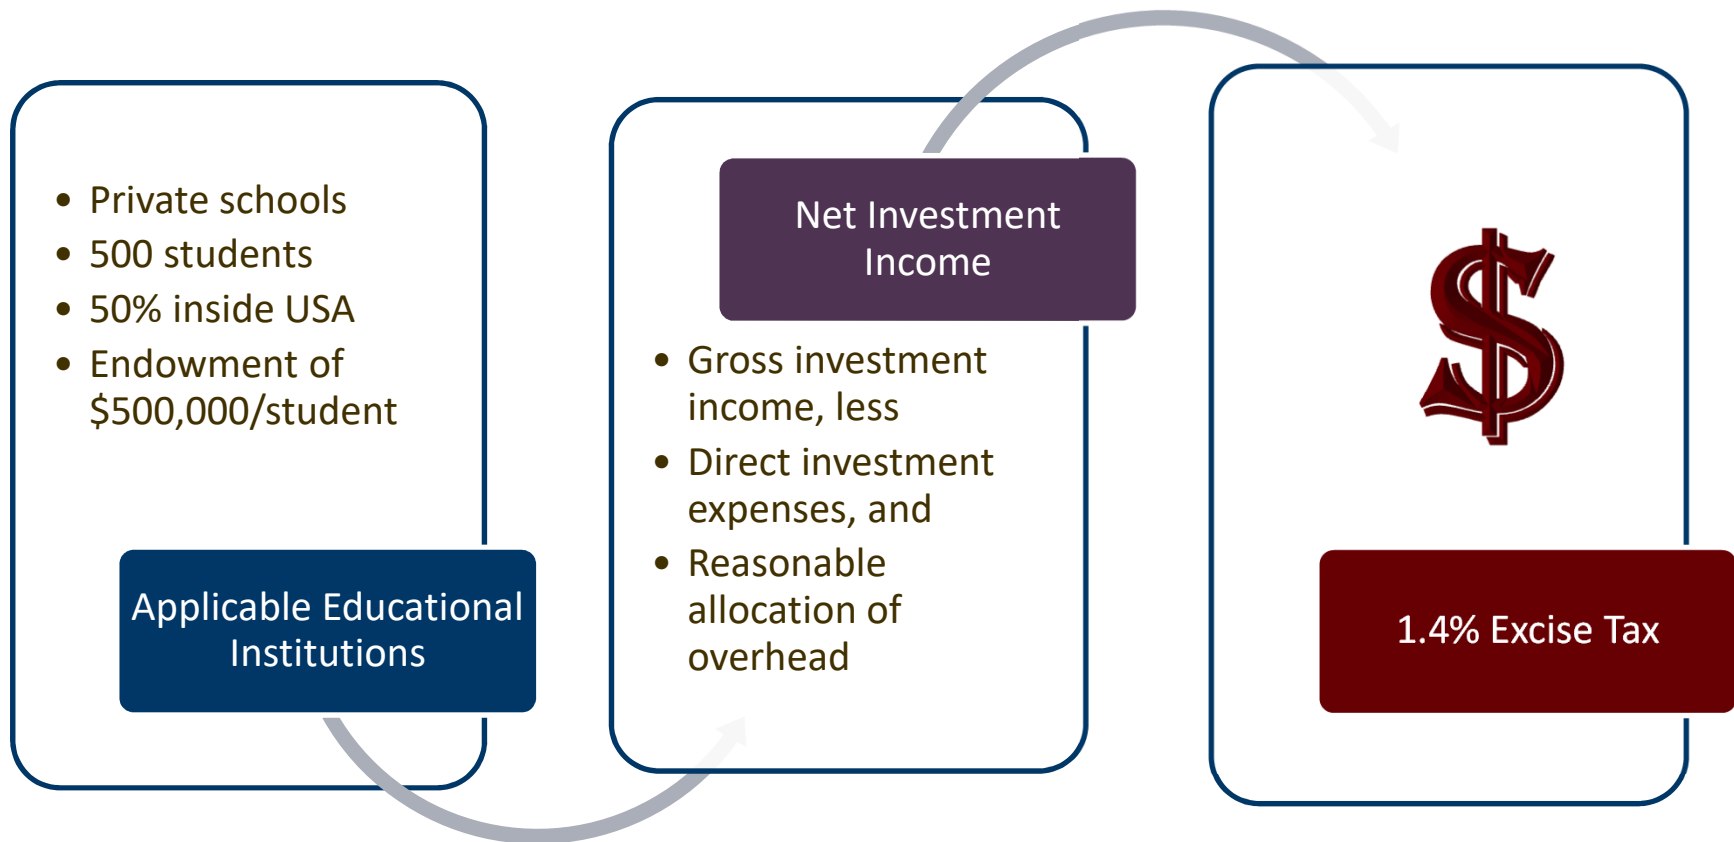 • Private schools
• 500 students
• 50% inside USA
• Endowment of
$500,000/student
Applicable Educational
Institutions
Net Investment
Income
• Gross investment
income, less
• Direct investment
expenses, and
• Reasonable
allocation of
overhead
$
1.4% Excise Tax